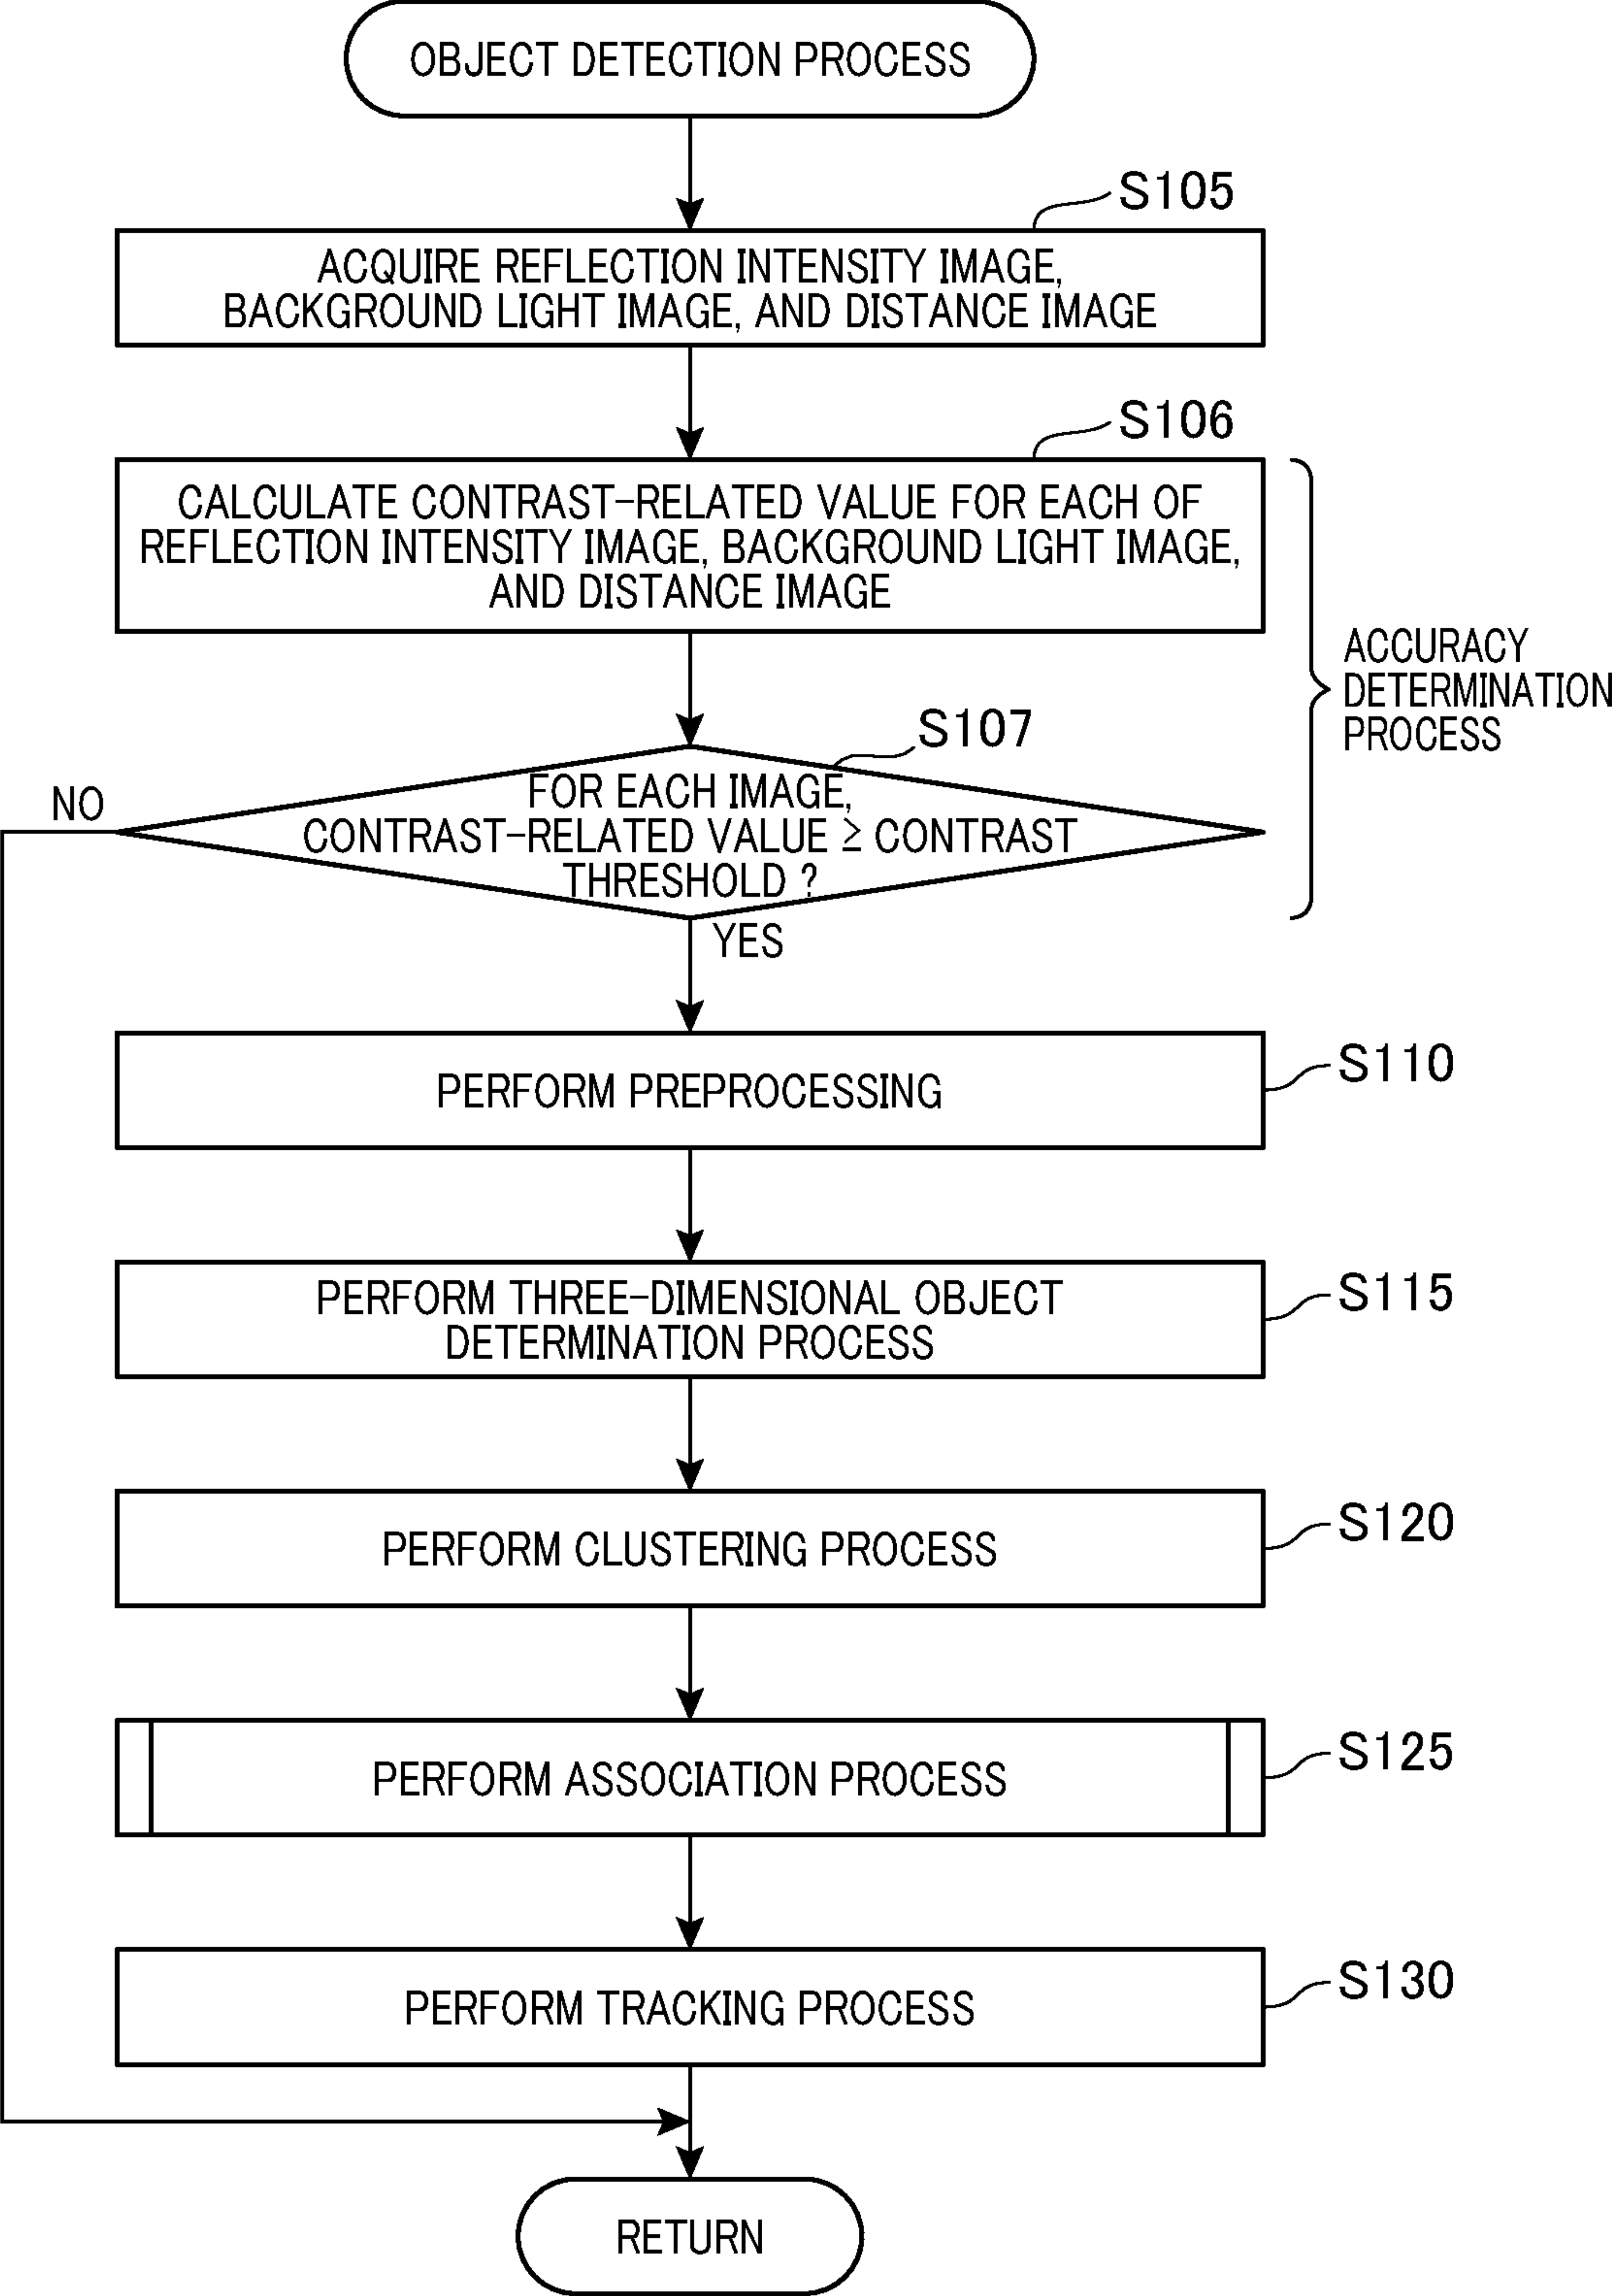 OBJECT DETECTION PROCESS
S105
ACQUIRE REFLECTION INTENSITY IMAGE,
BACKGROUND LIGHT IMAGE, AND DISTANCE IMAGE
S106
CALCULATE CONTRAST-RELATED VALUE FOR EACH OF
REFLECTION INTENSITY IMAGE, BACKGROUND LIGHT IMAGE,
AND DISTANCE IMAGE
ACCURACY
DETERMINATION
PROCESS
S107
FOR EACH IMAGE,
CONTRAST-RELATED VALUE ≥ CONTRAST
THRESHOLD ?
NO
YES
S110
PERFORM PREPROCESSING
S115
PERFORM THREE-DIMENSIONAL OBJECT
DETERMINATION PROCESS
S120
PERFORM CLUSTERING PROCESS
S125
PERFORM ASSOCIATION PROCESS
S130
PERFORM TRACKING PROCESS
RETURN